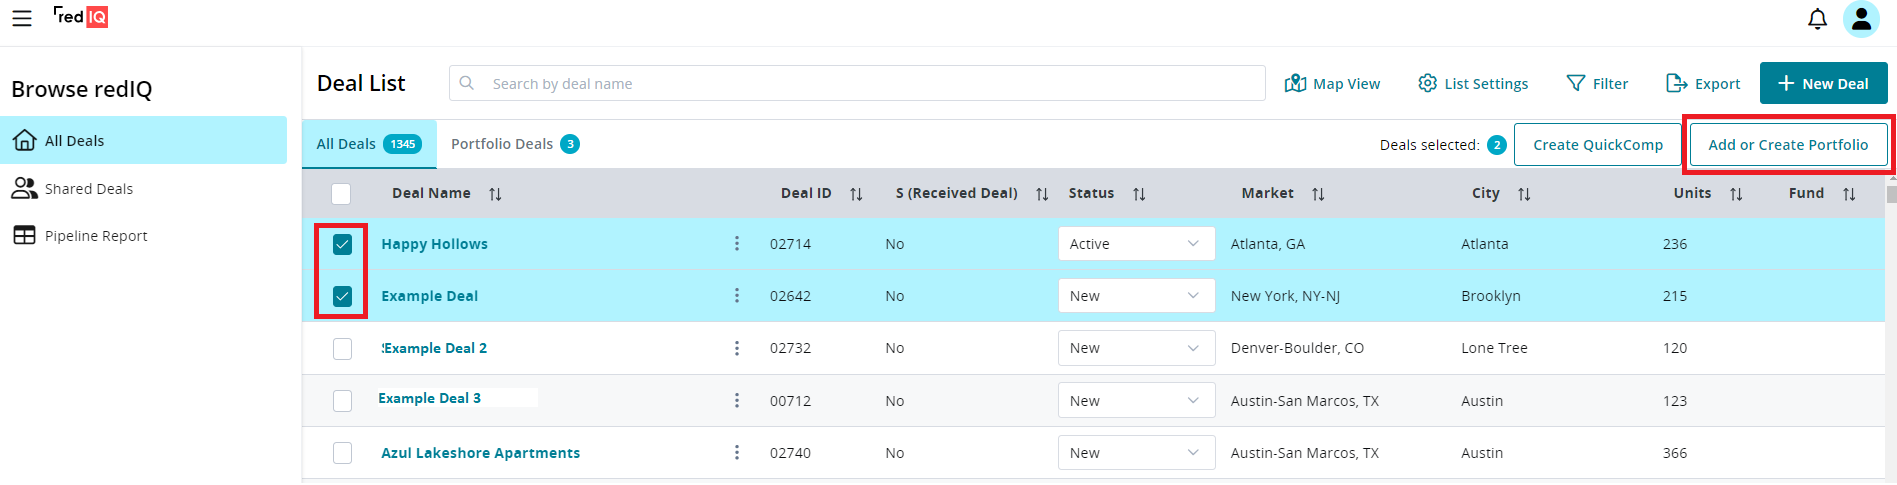 redIQ
Browse redIQ
All Deals
Shared Deals
Pipeline Report
Deal List
Search by deal name
Map View
List Settings
Filter
Export
+ New Deal
All Deals 1345
Portfolio Deals 3
Deals selected: 2
Create QuickComp
Add or Create Portfolio
Deal Name Deal ID S (Received Deal) Status Market City Units Fund
Happy Hollows 02714 No Active Atlanta, GA Atlanta 236
Example Deal 02642 No New New York, NY-NJ Brooklyn 215
Example Deal 2 02732 No New Denver-Boulder, CO Lone Tree 120
Example Deal 3 00712 No New Austin-San Marcos, TX Austin 123
Azul Lakeshore Apartments 02740 No New Austin-San Marcos, TX Austin 366